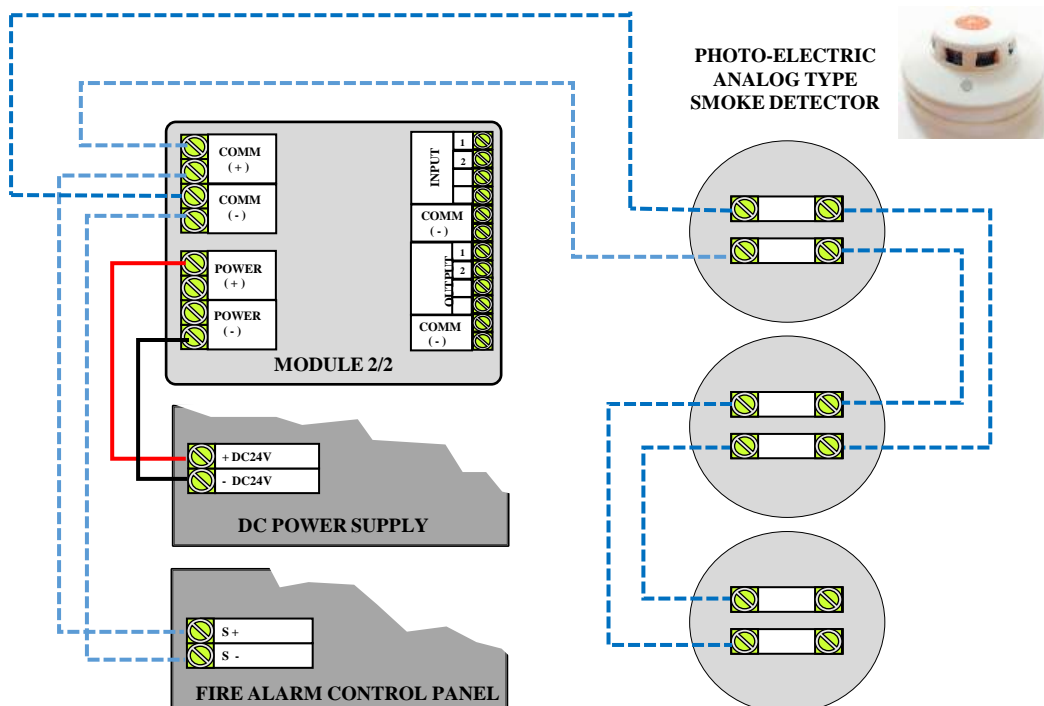 PHOTO-ELECTRIC
ANALOG TYPE
SMOKE DETECTOR
COMM
( + )
COMM
( - )
POWER
( + )
POWER
( - )
INPUT
1
2
COMM
( - )
OUTPUT
1
2
COMM
( - )
MODULE 2/2
+ DC24V
- DC24V
DC POWER SUPPLY
S +
S -
FIRE ALARM CONTROL PANEL